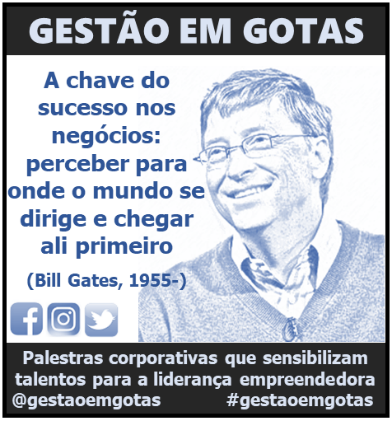 GESTÃO EM GOTAS
A chave do
sucesso nos
negócios:
perceber para
onde o mundo se
dirige e chegar
ali primeiro
(Bill Gates, 1955-)
Palestras corporativas que sensibilizam
talentos para a liderança empreendedora
@gestaoemgotas #gestaoemgotas